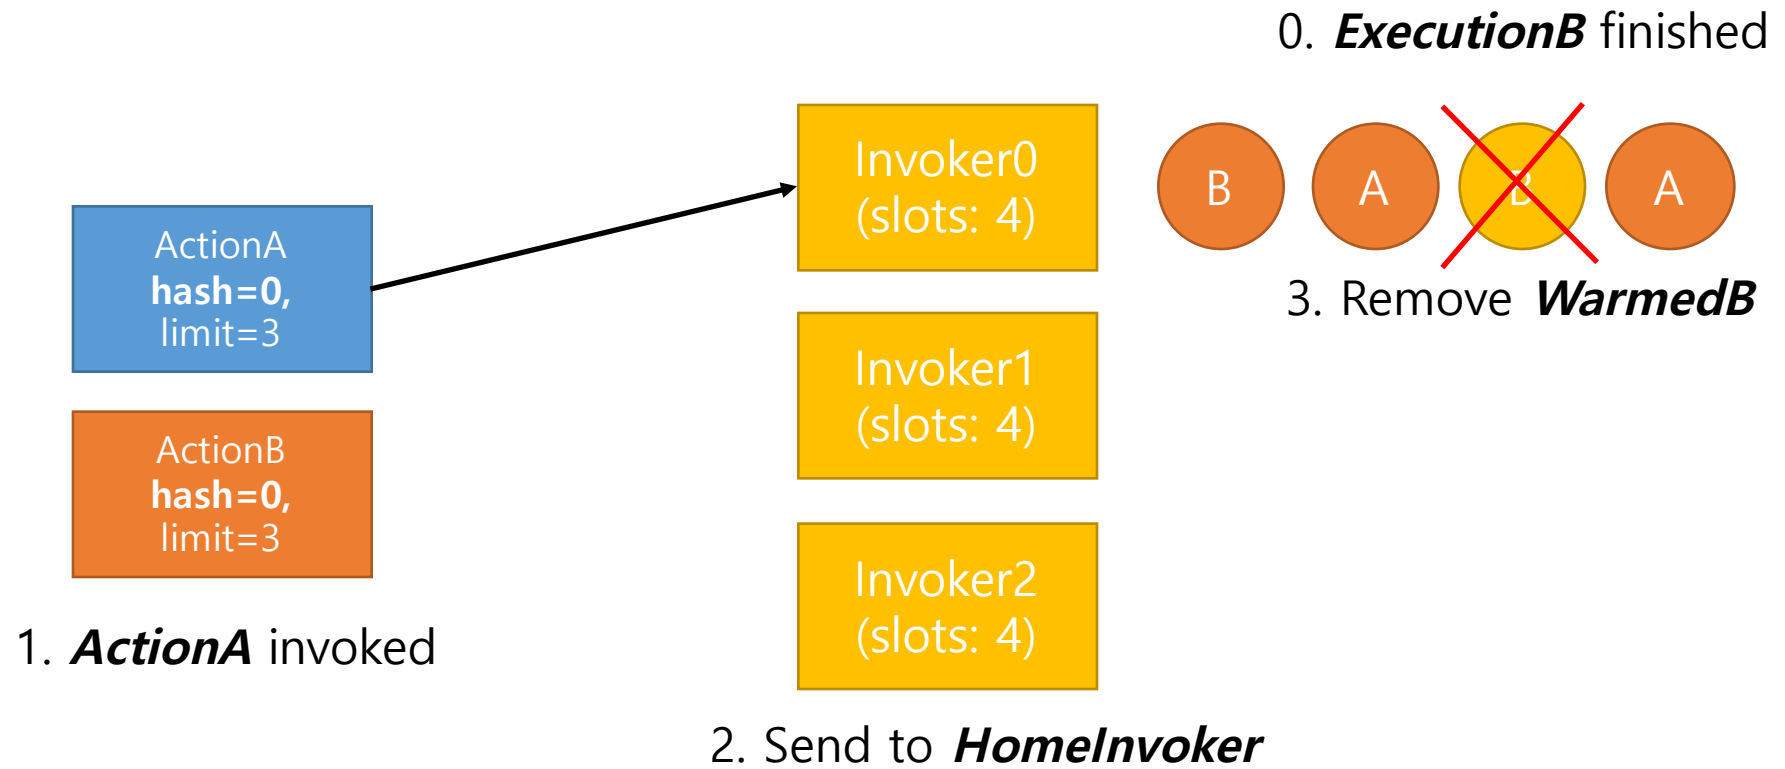 0. ExecutionB finished
Invoker0
(slots: 4)
B A B A
ActionA
hash=0,
limit=3
3. Remove WarmedB
Invoker1
(slots: 4)
ActionB
hash=0,
limit=3
Invoker2
(slots: 4)
1. ActionA invoked
2. Send to HomeInvoker